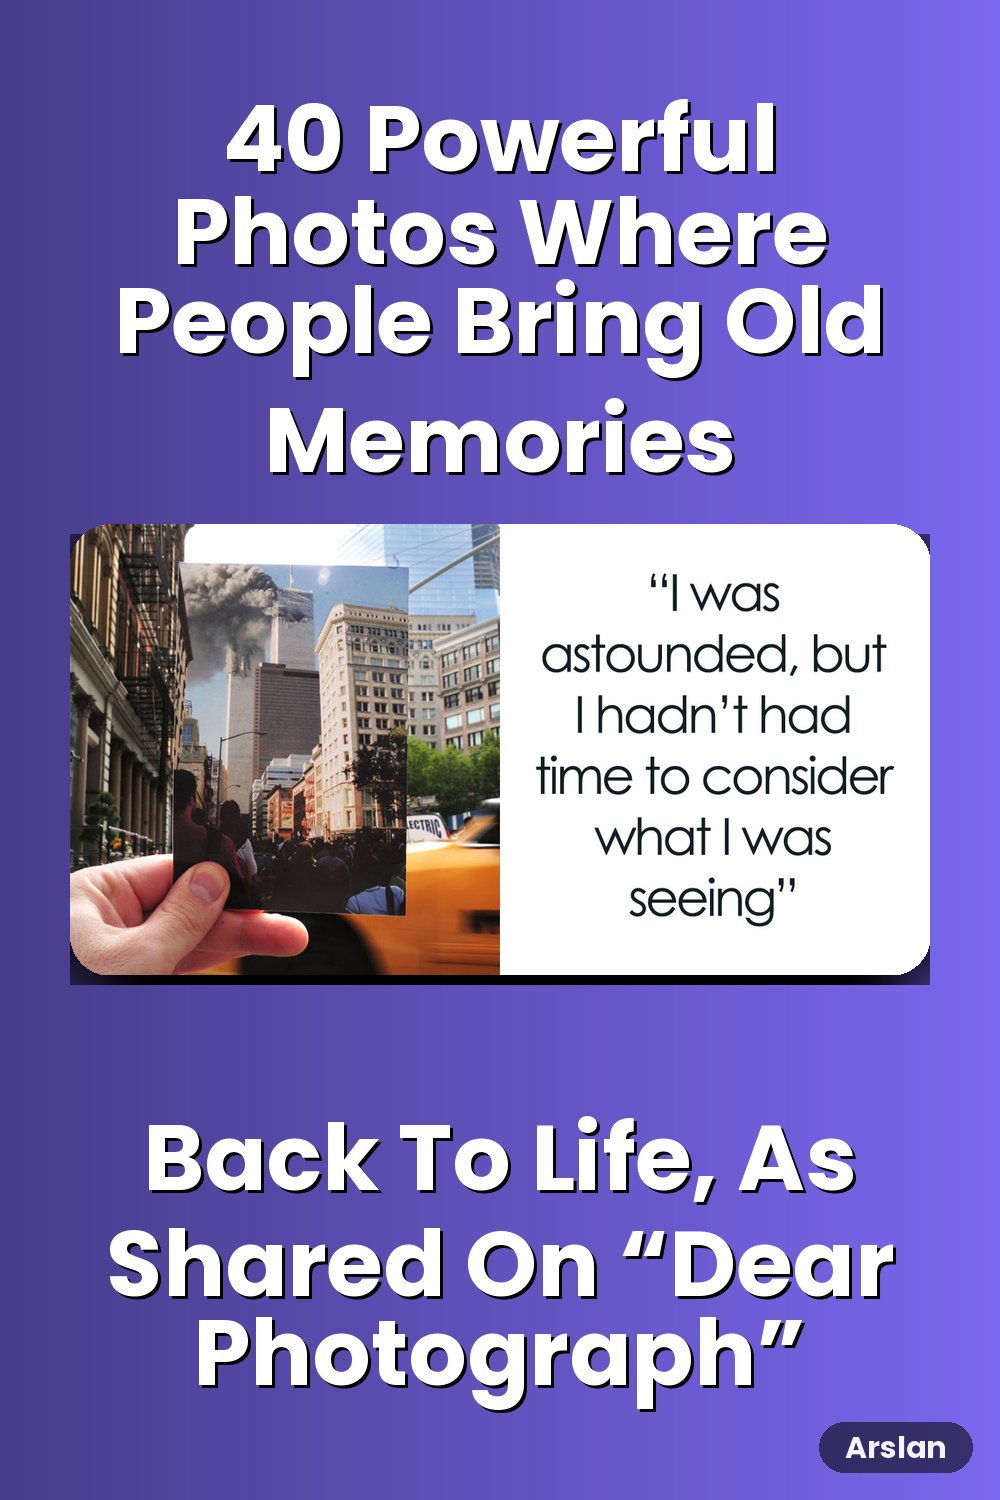 40 Powerful
Photos Where
People Bring Old
Memories
“I was
astounded, but
I hadn’t had
time to consider
what I was
seeing”
ECTRIC
Back To Life, As
Shared On “Dear
Photograph”
Arslan